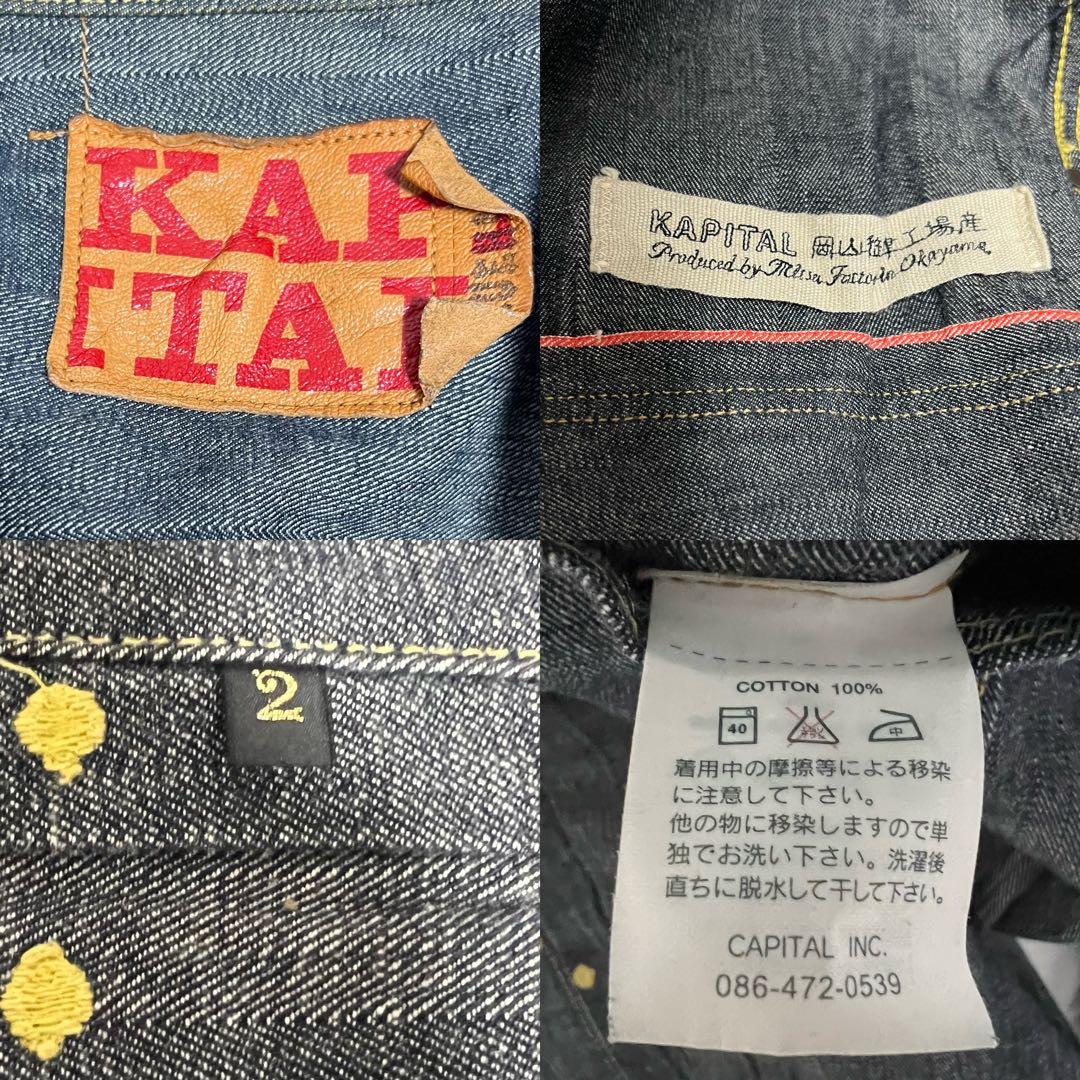 KAP
ITAL
KAPITAL 岡山御工場産
Produced by Missa Factorin Okayama
2
COTTON 100%
40
中
着用中の摩擦等による移染
に注意して下さい。
他の物に移染しますので単
独でお洗い下さい。洗濯後
直ちに脱水して干して下さい。
CAPITAL INC.
086-472-0539